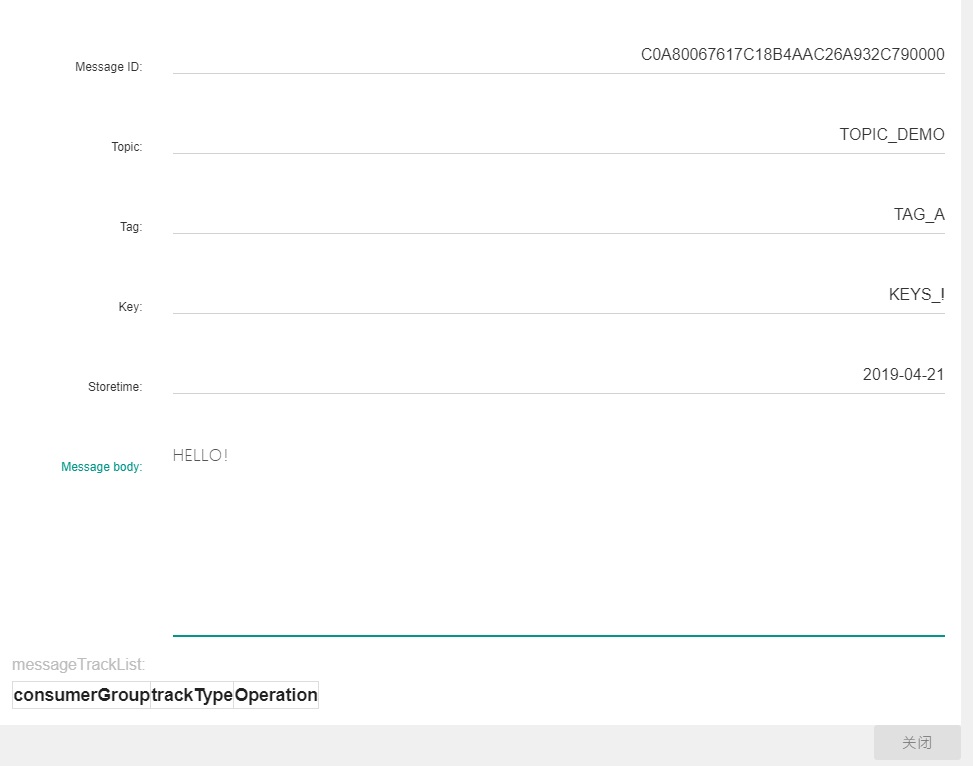 Message ID: C0A80067617C18B4AAC26A932C790000
Topic: TOPIC_DEMO
Tag: TAG_A
Key: KEYS_!
Storetime: 2019-04-21
Message body: HELLO!
messageTrackList:
consumerGroup trackType Operation
关闭